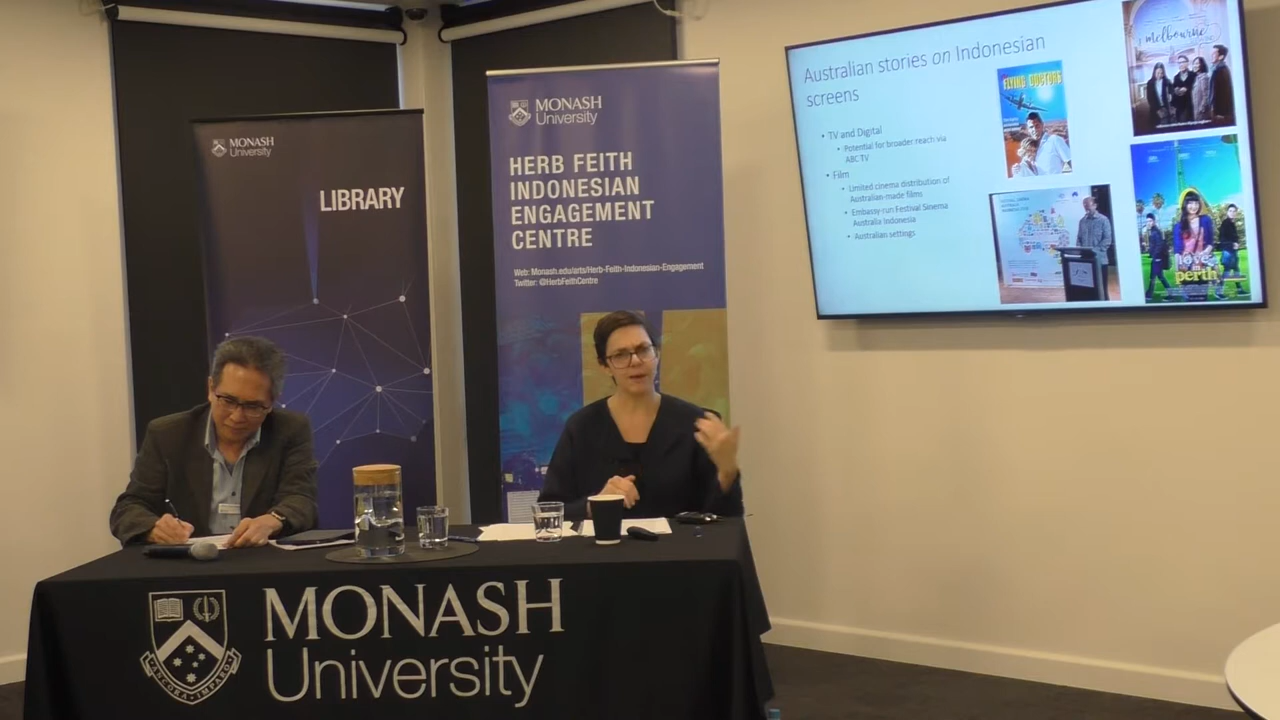 MONASH
University
LIBRARY
MONASH
University
HERB FEITH
INDONESIAN
ENGAGEMENT
CENTRE
Web: Monash.edu/arts/Herb-Feith-Indonesian-Engagement
Twitter: @HerbFeithCentre
Australian stories on Indonesian
screens
• TV and Digital
• Potential for broader reach via
ABC TV
• Film
• Limited cinema distribution of
Australian-made films
• Embassy-run Festival Sinema
Australia Indonesia
• Australian settings
FLYING DOCTORS
melbourne
love
in
perth
MONASH
University
ANCORA IMPARO